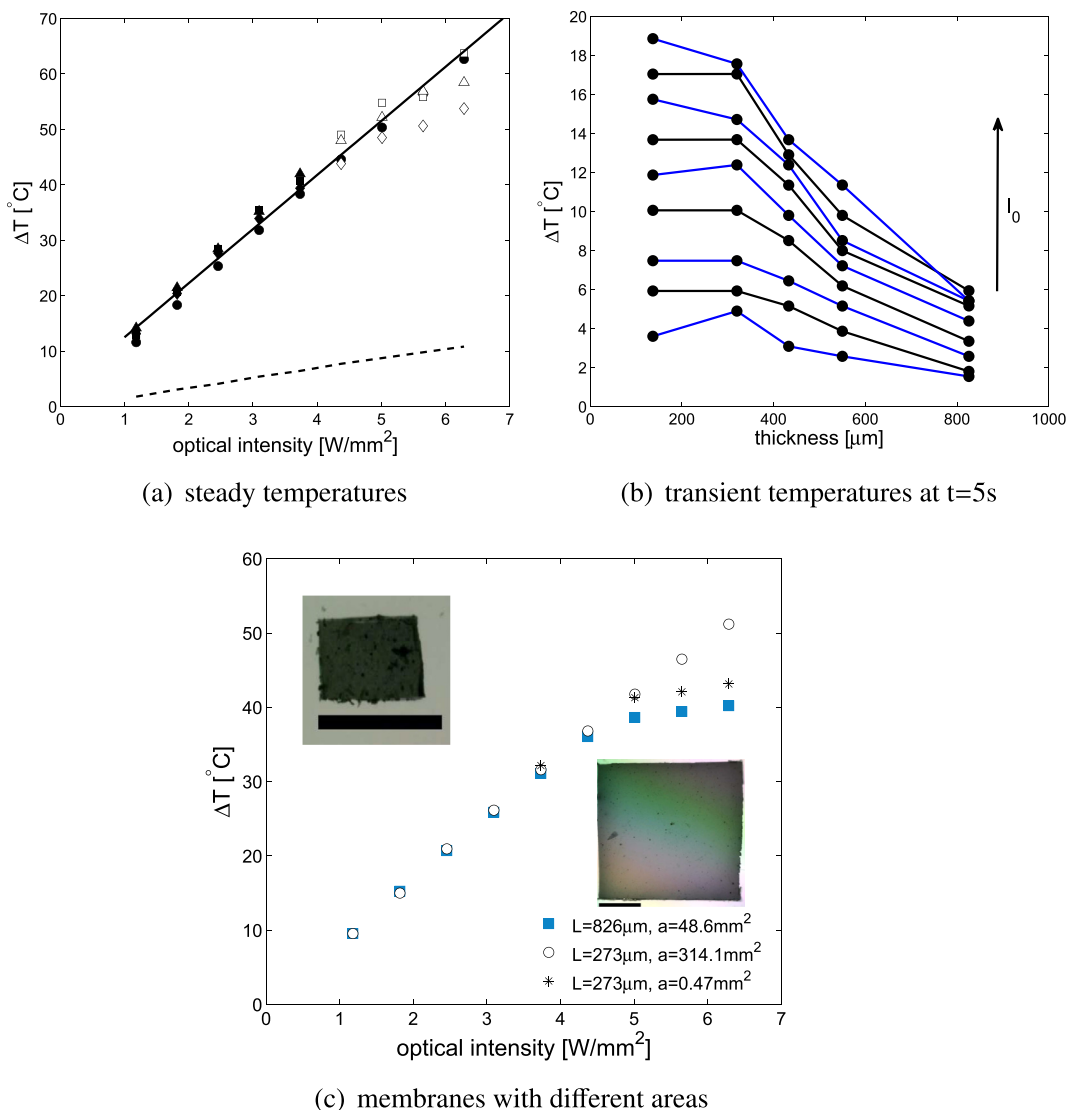 70
60
50
40
30
20
10
0
0 1 2 3 4 5 6 7
ΔT [°C]
optical intensity [W/mm²]
(a) steady temperatures
20
18
16
14
12
10
8
6
4
2
0
0 200 400 600 800 1000
ΔT [°C]
thickness [μm]
I₀
(b) transient temperatures at t=5s
60
50
40
30
20
10
0
0 1 2 3 4 5 6 7
ΔT [°C]
optical intensity [W/mm²]
L=826μm, a=48.6mm²
L=273μm, a=314.1mm²
L=273μm, a=0.47mm²
(c) membranes with different areas